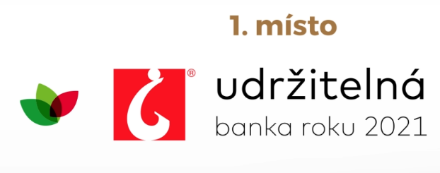 1. místo
®
udržitelná
banka roku 2021